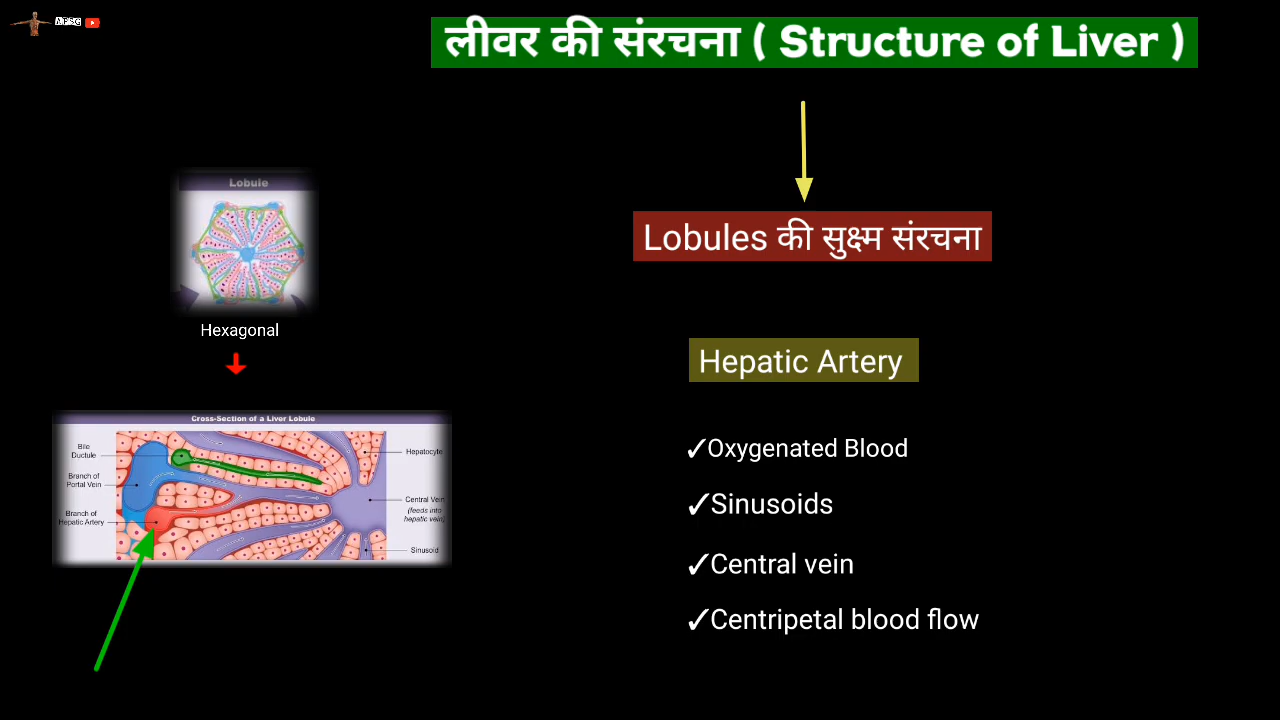 AFSG
लीवर की संरचना ( Structure of Liver )
Lobules की सुक्ष्म संरचना
Lobule
Hexagonal
Hepatic Artery
✓Oxygenated Blood
✓Sinusoids
✓Central vein
✓Centripetal blood flow
Cross-Section of a Liver Lobule
Bile
Ductule
Branch of
Portal Vein
Branch of
Hepatic Artery
Hepatocyte
Central Vein
(feeds into
hepatic vein)
Sinusoid